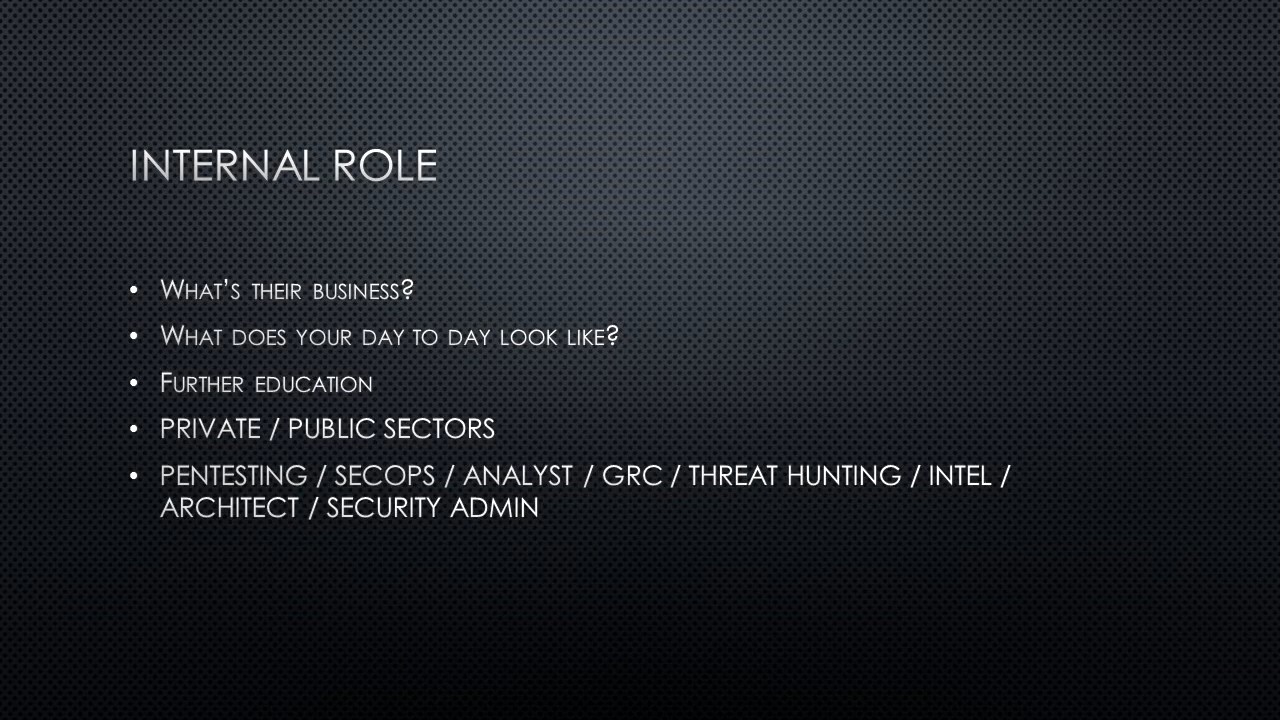 INTERNAL ROLE
• What's their business?
• What does your day to day look like?
• Further education
• PRIVATE / PUBLIC SECTORS
• PENTESTING / SECOPS / ANALYST / GRC / THREAT HUNTING / INTEL /
ARCHITECT / SECURITY ADMIN